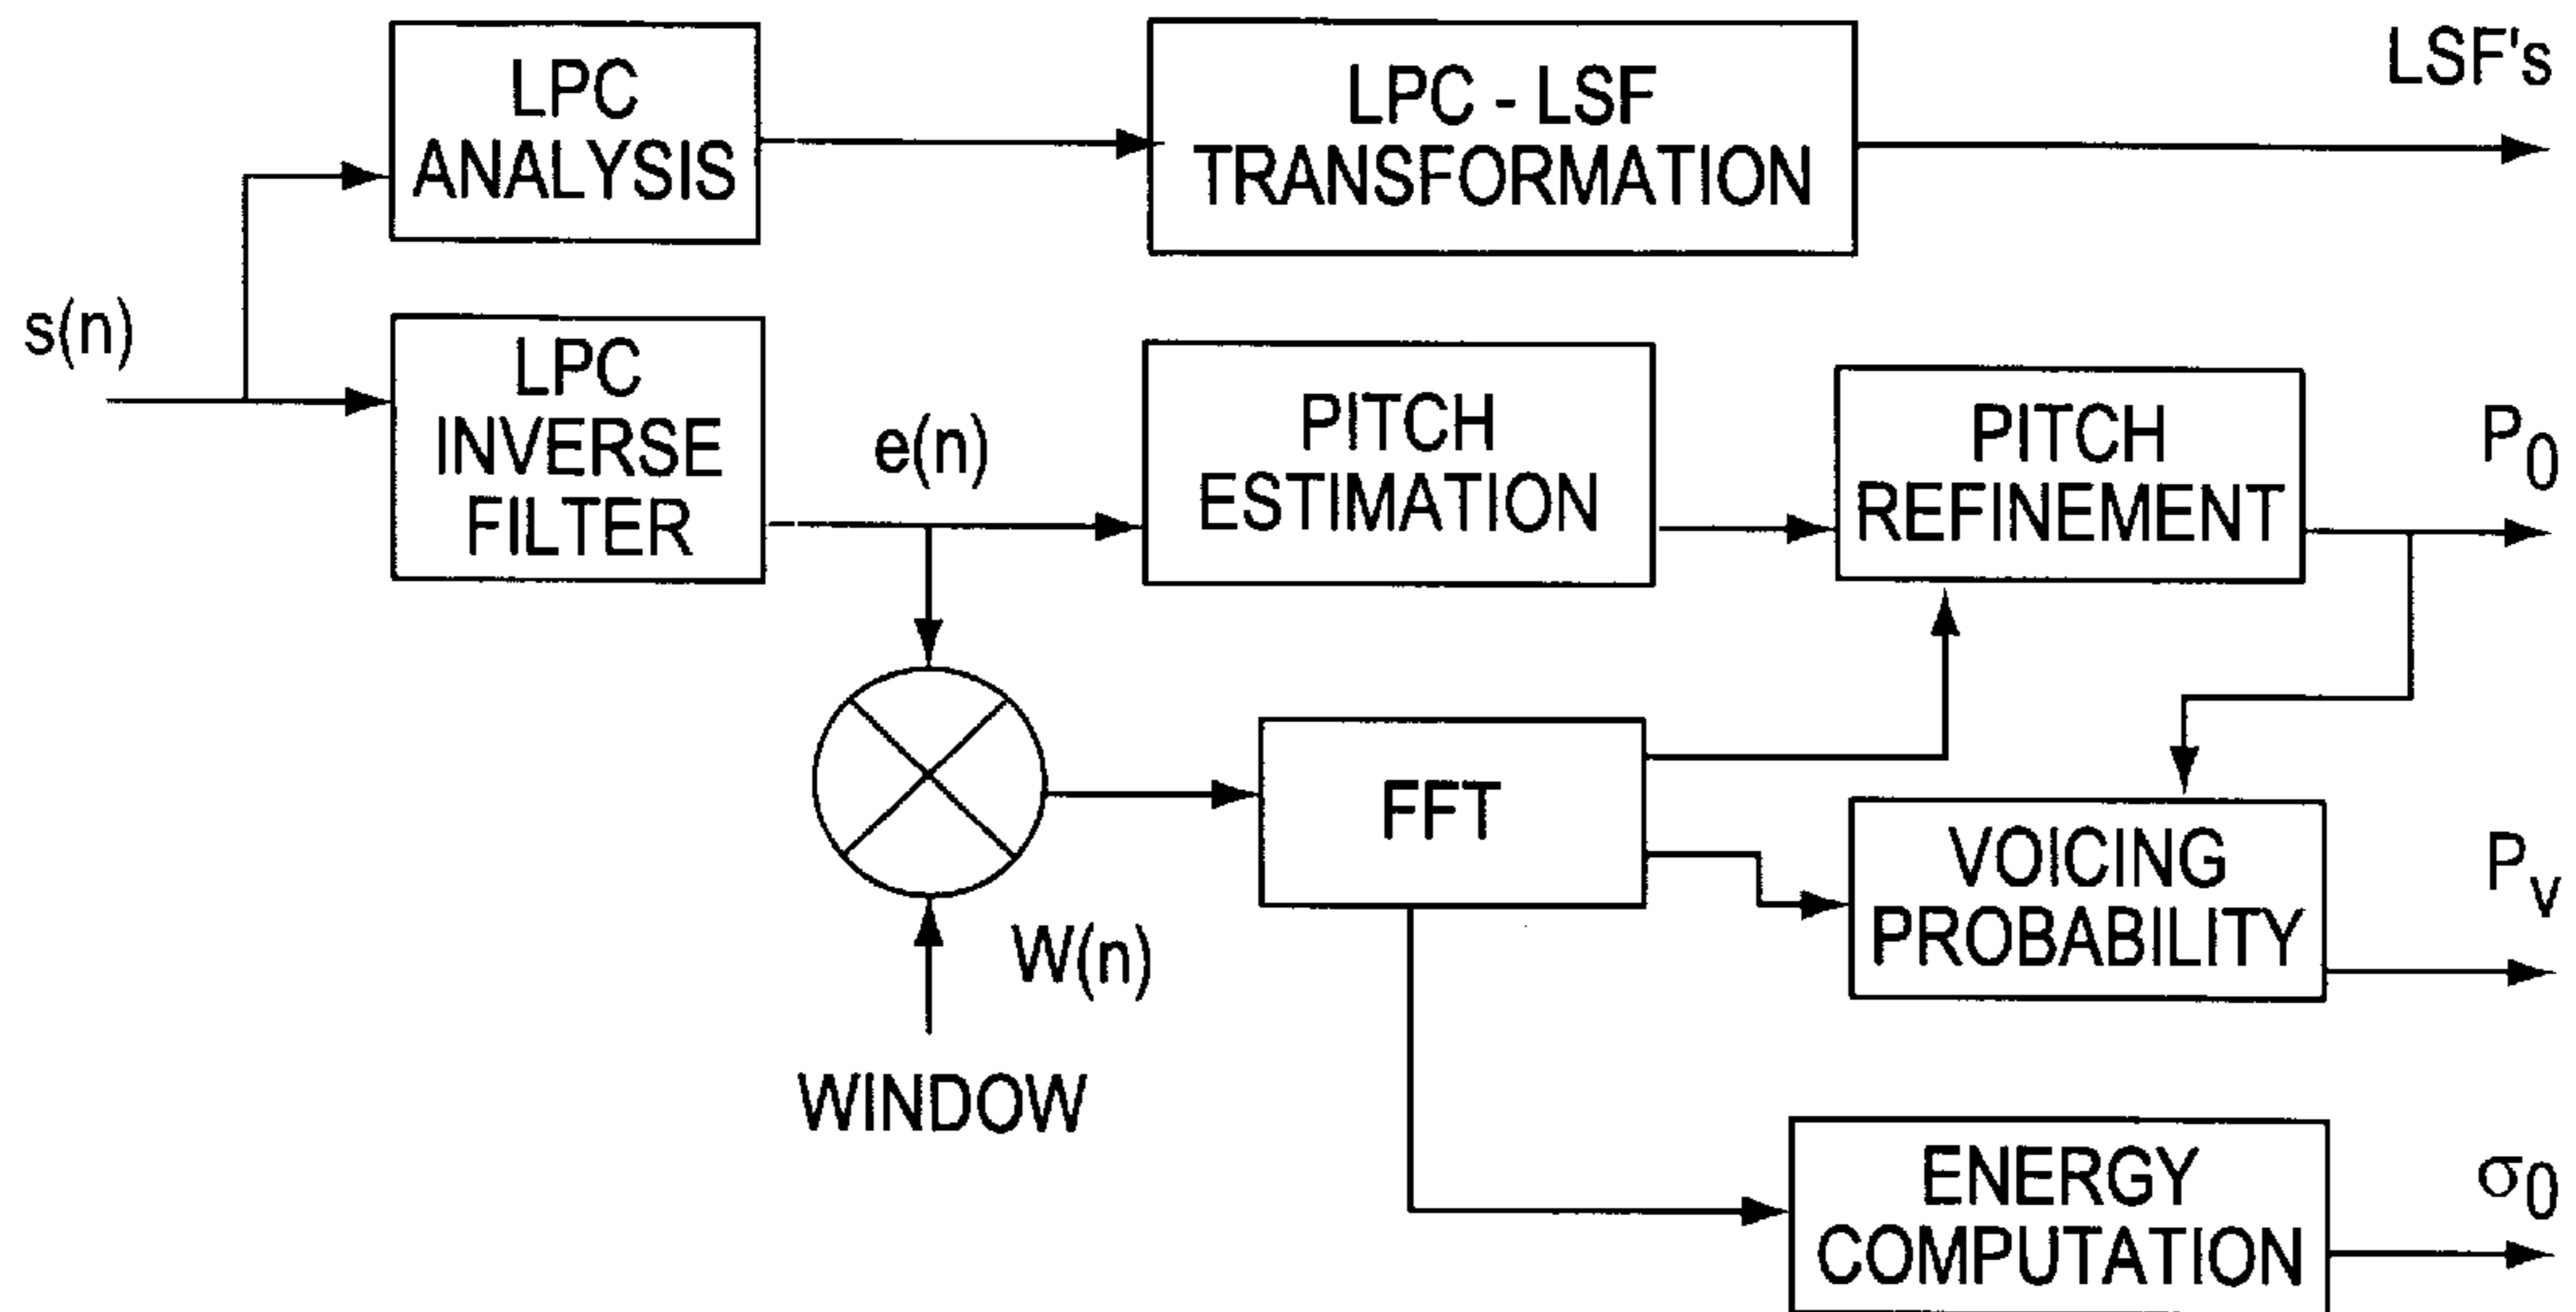 LPC
ANALYSIS
LPC - LSF
TRANSFORMATION
LSF's
s(n)
LPC
INVERSE
FILTER
e(n)
PITCH
ESTIMATION
PITCH
REFINEMENT
P0
FFT
VOICING
PROBABILITY
Pv
W(n)
WINDOW
ENERGY
COMPUTATION
σ0